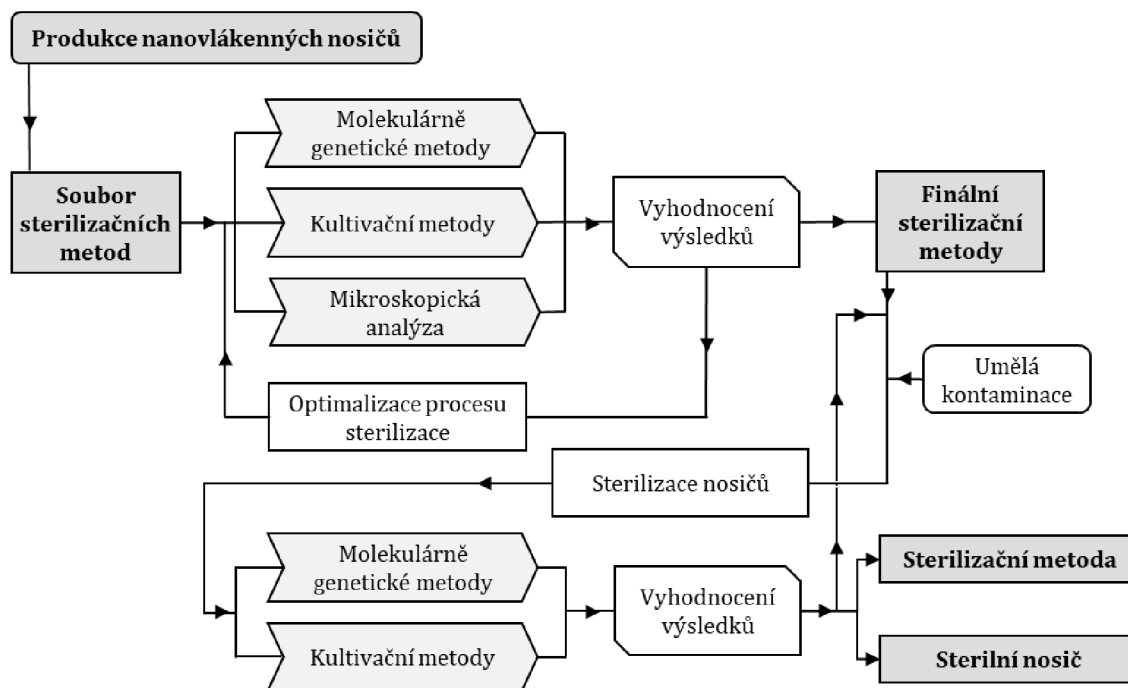 Produkce nanovlákenných nosičů
Molekulárně
genetické metody
Soubor
sterilizačních
metod
Kultivační metody
Vyhodnocení
výsledků
Finální
sterilizační
metody
Mikroskopická
analýza
Umělá
kontaminace
Optimalizace procesu
sterilizace
Sterilizace nosičů
Molekulárně
genetické metody
Sterilizační metoda
Vyhodnocení
výsledků
Kultivační metody
Sterilní nosič